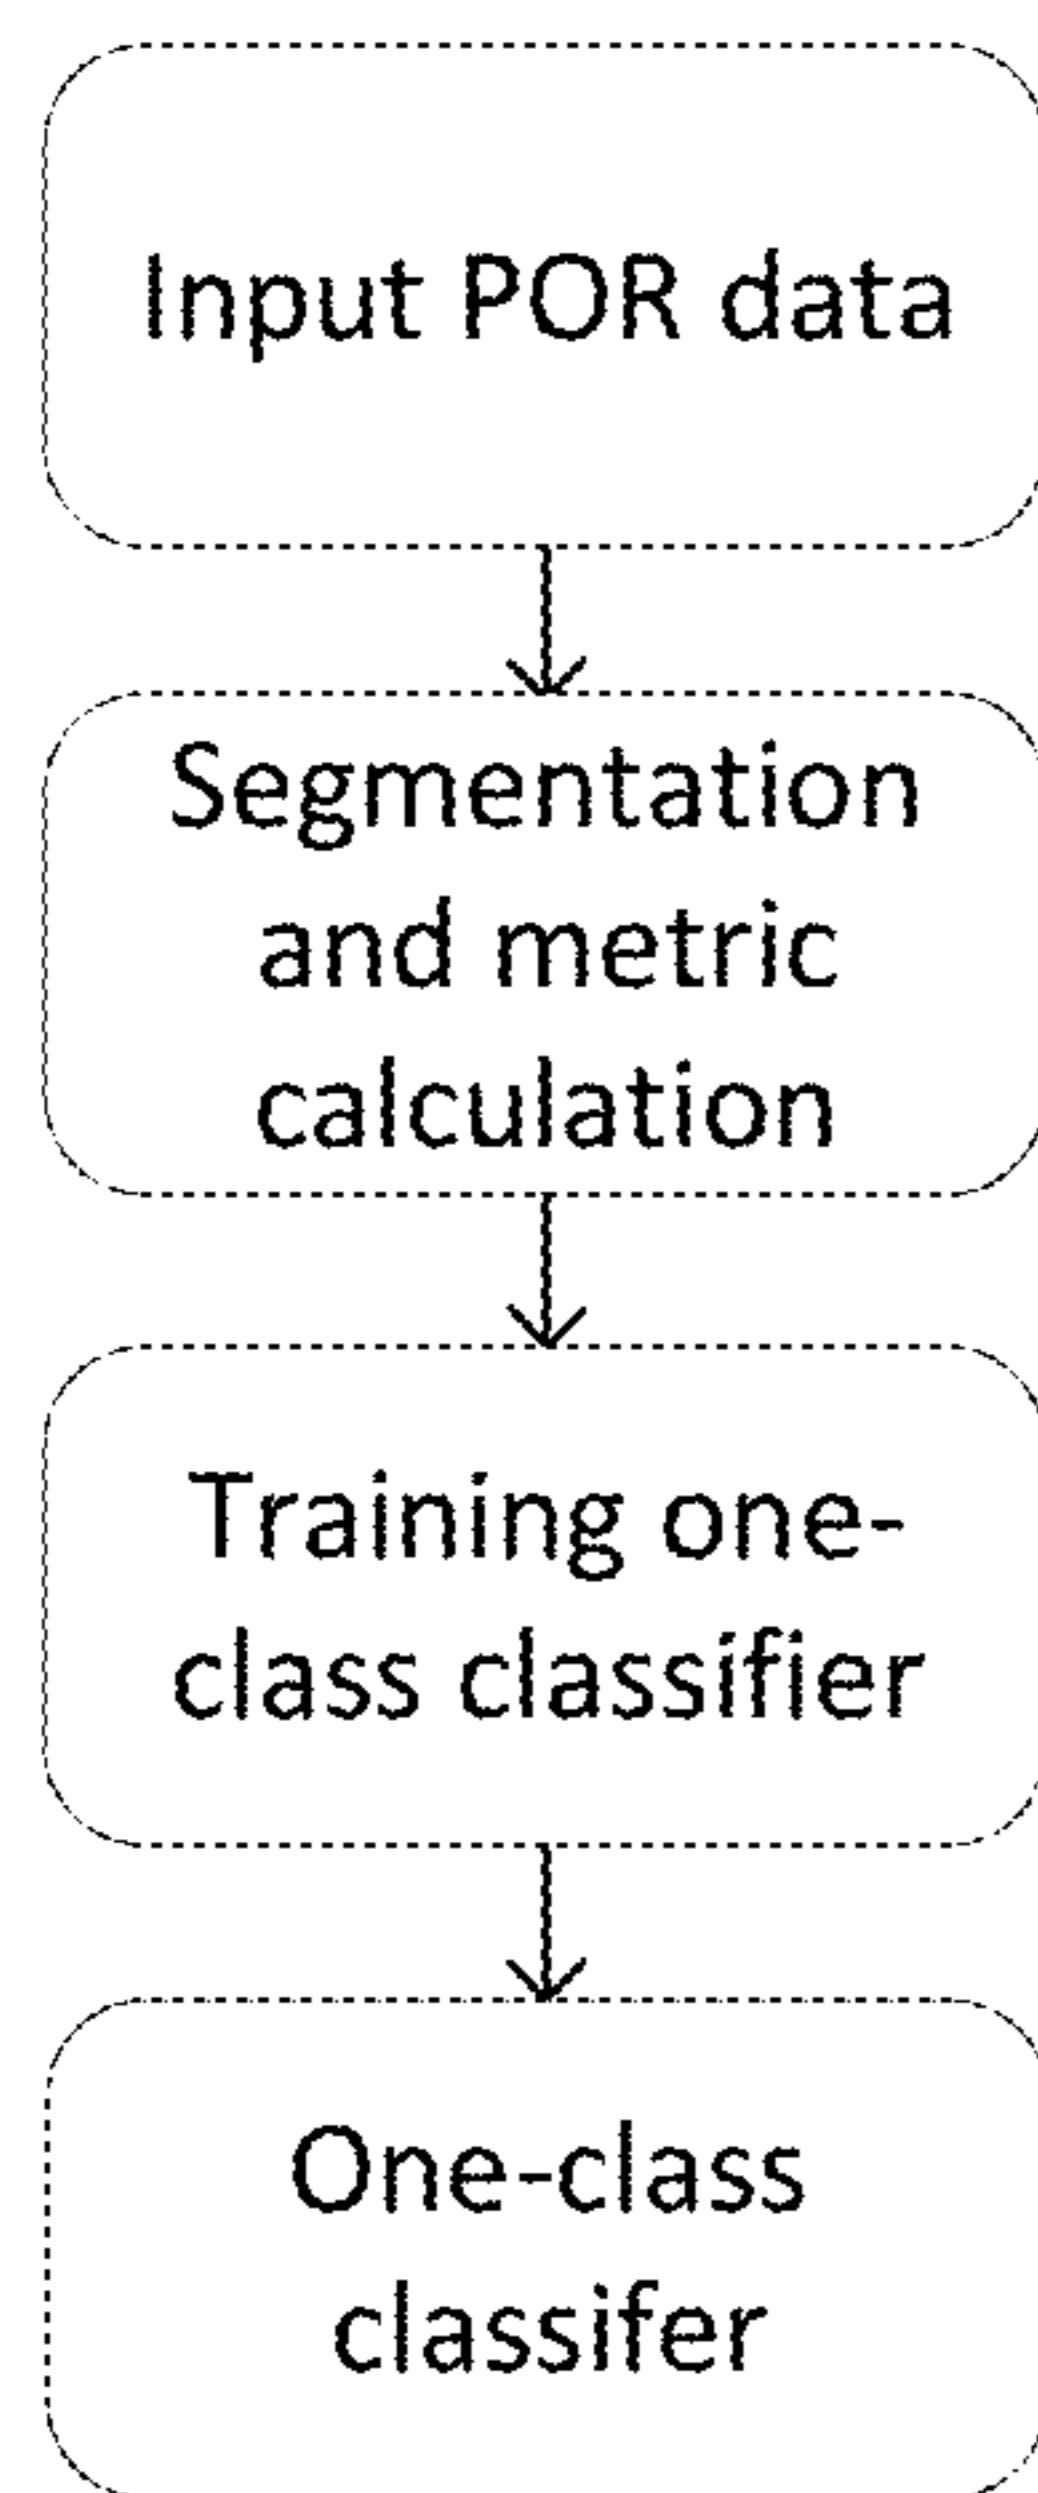 Input POR data
Segmentation
and metric
calculation
Training one-
class classifier
One-class
classifer